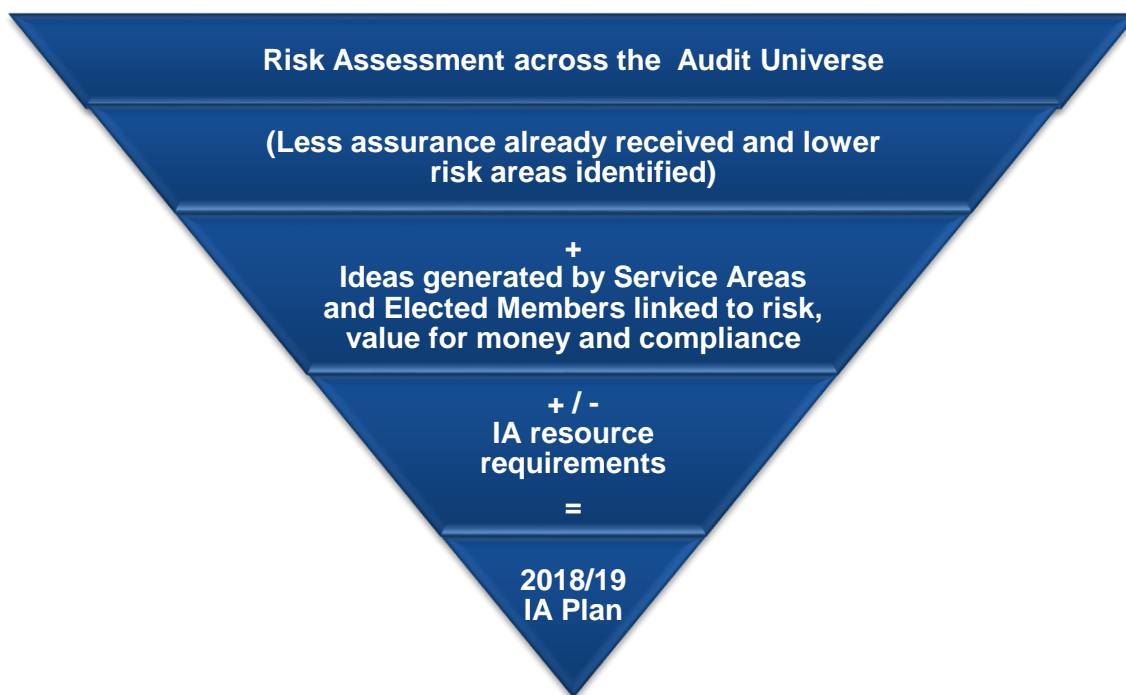 Risk Assessment across the Audit Universe
(Less assurance already received and lower
risk areas identified)
+
Ideas generated by Service Areas
and Elected Members linked to risk,
value for money and compliance
+ / -
IA resource
requirements
=
2018/19
IA Plan